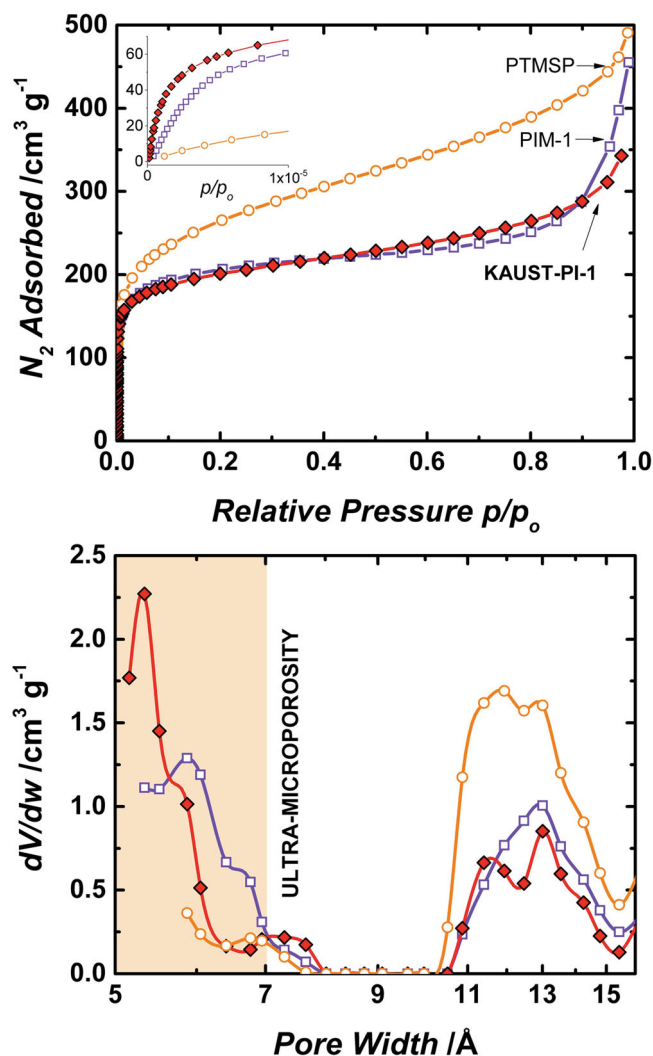 500
400
300
200
100
0
N2 Adsorbed /cm3 g-1
60
40
20
0
0
1x10-5
p/po
PTMSP
PIM-1
KAUST-PI-1
0.0 0.2 0.4 0.6 0.8 1.0
Relative Pressure p/po
2.5
2.0
1.5
1.0
0.5
0.0
dV/dw /cm3 g-1
ULTRA-MICROPOROSITY
5 7 9 11 13 15
Pore Width /Å